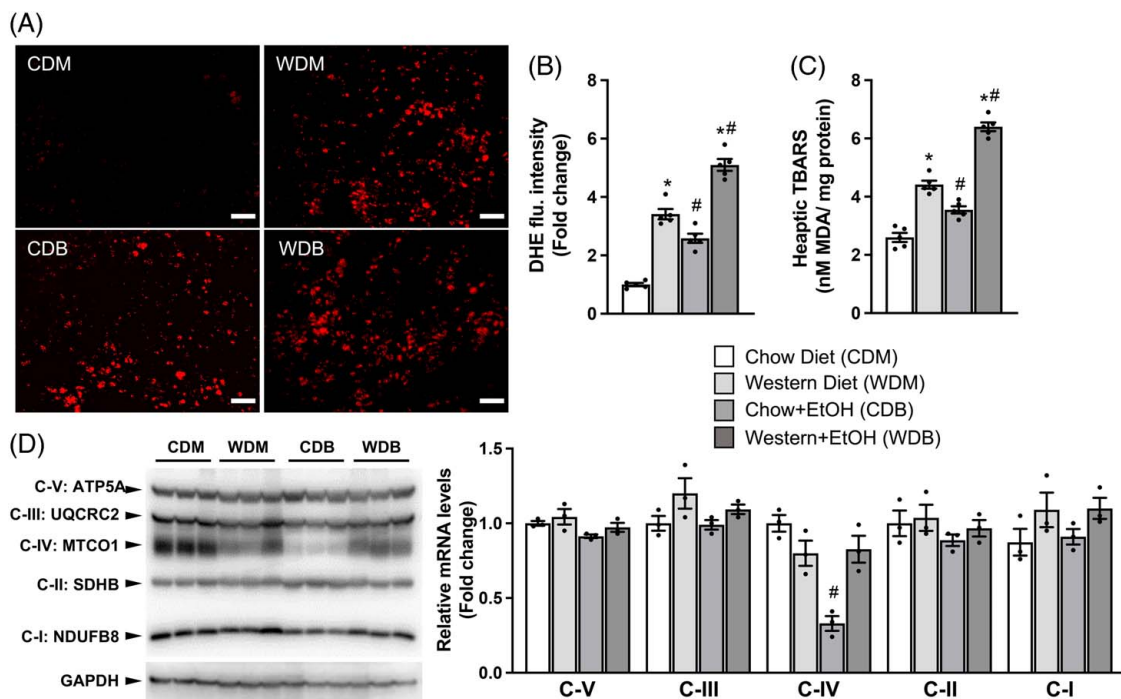 (A)
CDM
WDM
CDB
WDB
(B)
DHE flu. intensity
(Fold change)
8
6
4
2
0
*
#
*#
(C)
Heaptic TBARS
(nM MDA/ mg protein)
8
6
4
2
0
*
#
*#
Chow Diet (CDM)
Western Diet (WDM)
Chow+EtOH (CDB)
Western+EtOH (WDB)
(D)
CDM WDM CDB WDB
C-V: ATP5A
C-III: UQCRC2
C-IV: MTCO1
C-II: SDHB
C-I: NDUFB8
GAPDH
Relative mRNA levels
(Fold change)
1.5
1.0
0.5
0.0
#
C-V C-III C-IV C-II C-I